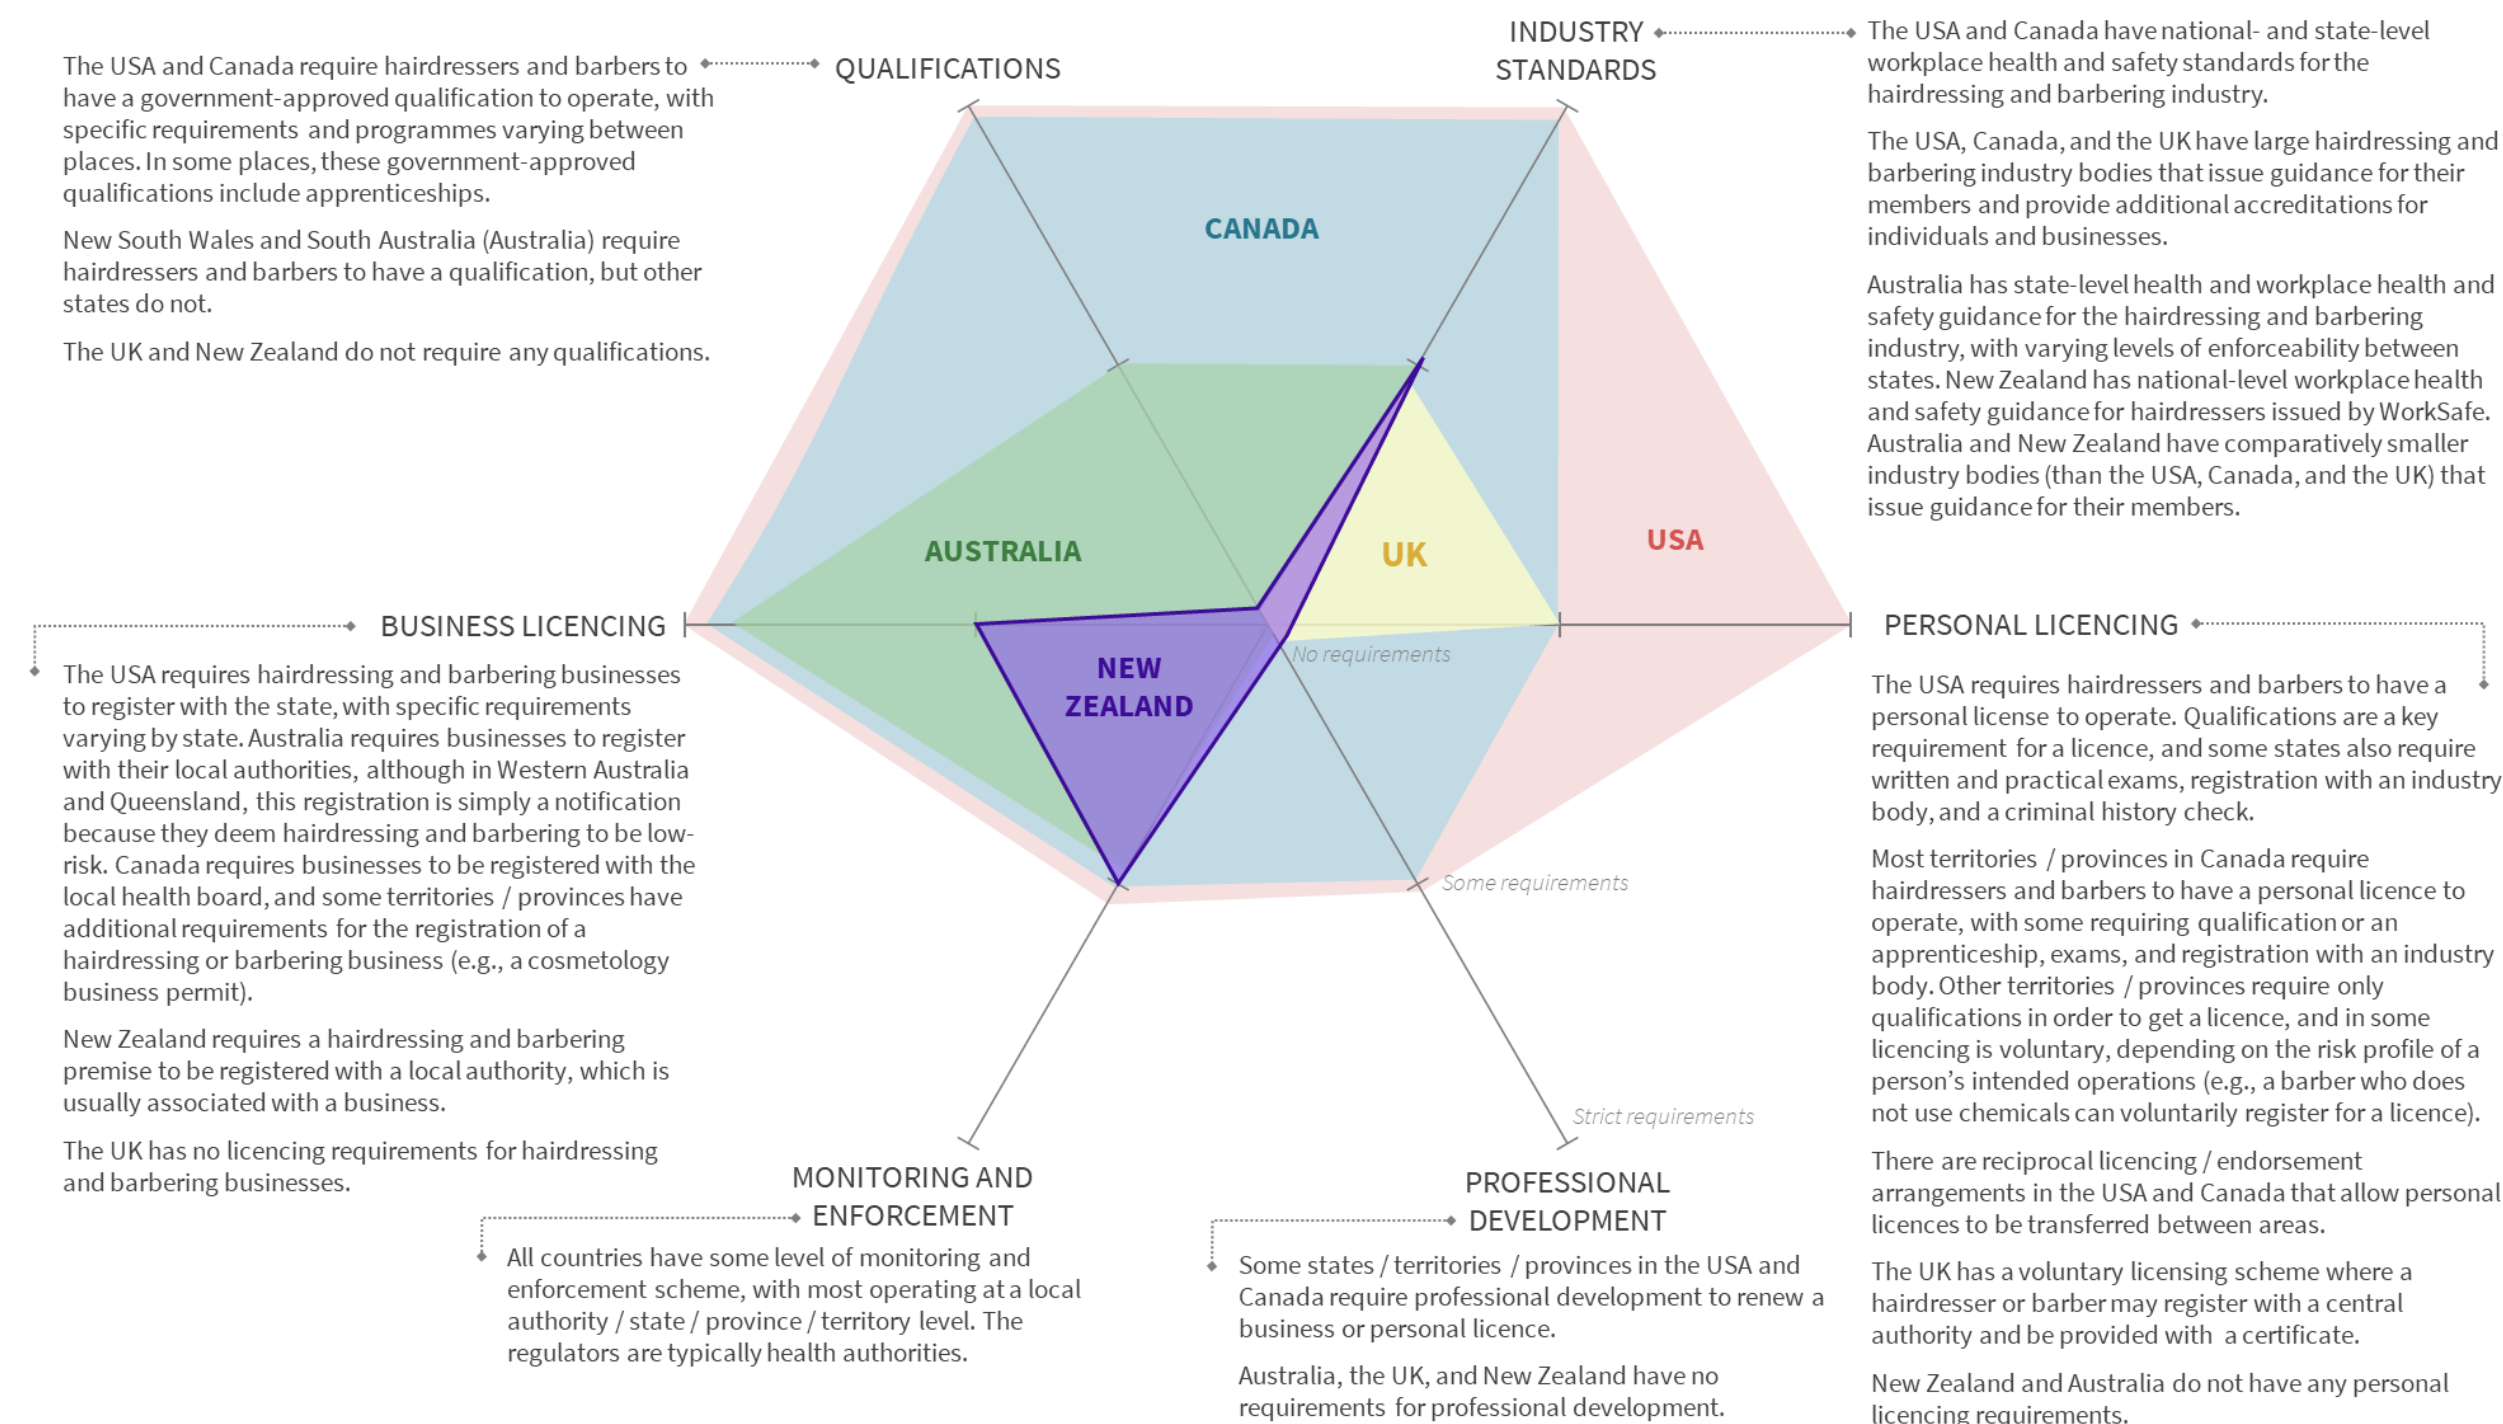 QUALIFICATIONS
The USA and Canada require hairdressers and barbers to
have a government-approved qualification to operate, with
specific requirements and programmes varying between
places. In some places, these government-approved
qualifications include apprenticeships.
New South Wales and South Australia (Australia) require
hairdressers and barbers to have a qualification, but other
states do not.
The UK and New Zealand do not require any qualifications.
INDUSTRY
STANDARDS
The USA and Canada have national- and state-level
workplace health and safety standards for the
hairdressing and barbering industry.
The USA, Canada, and the UK have large hairdressing and
barbering industry bodies that issue guidance for their
members and provide additional accreditations for
individuals and businesses.
Australia has state-level health and workplace health and
safety guidance for the hairdressing and barbering
industry, with varying levels of enforceability between
states. New Zealand has national-level workplace health
and safety guidance for hairdressers issued by WorkSafe.
Australia and New Zealand have comparatively smaller
industry bodies (than the USA, Canada, and the UK) that
issue guidance for their members.
CANADA
AUSTRALIA
UK
USA
NEW
ZEALAND
No requirements
Some requirements
Strict requirements
BUSINESS LICENCING
The USA requires hairdressing and barbering businesses
to register with the state, with specific requirements
varying by state. Australia requires businesses to register
with their local authorities, although in Western Australia
and Queensland, this registration is simply a notification
because they deem hairdressing and barbering to be low-
risk. Canada requires businesses to be registered with the
local health board, and some territories / provinces have
additional requirements for the registration of a
hairdressing or barbering business (e.g., a cosmetology
business permit).
New Zealand requires a hairdressing and barbering
premise to be registered with a local authority, which is
usually associated with a business.
The UK has no licencing requirements for hairdressing
and barbering businesses.
MONITORING AND
ENFORCEMENT
All countries have some level of monitoring and
enforcement scheme, with most operating at a local
authority / state / province / territory level. The
regulators are typically health authorities.
PROFESSIONAL
DEVELOPMENT
Some states / territories / provinces in the USA and
Canada require professional development to renew a
business or personal licence.
Australia, the UK, and New Zealand have no
requirements for professional development.
PERSONAL LICENCING
The USA requires hairdressers and barbers to have a
personal license to operate. Qualifications are a key
requirement for a licence, and some states also require
written and practical exams, registration with an industry
body, and a criminal history check.
Most territories / provinces in Canada require
hairdressers and barbers to have a personal licence to
operate, with some requiring qualification or an
apprenticeship, exams, and registration with an industry
body. Other territories / provinces require only
qualifications in order to get a licence, and in some
licencing is voluntary, depending on the risk profile of a
person's intended operations (e.g., a barber who does
not use chemicals can voluntarily register for a licence).
There are reciprocal licencing / endorsement
arrangements in the USA and Canada that allow personal
licences to be transferred between areas.
The UK has a voluntary licensing scheme where a
hairdresser or barber may register with a central
authority and be provided with a certificate.
New Zealand and Australia do not have any personal
licencing requirements.